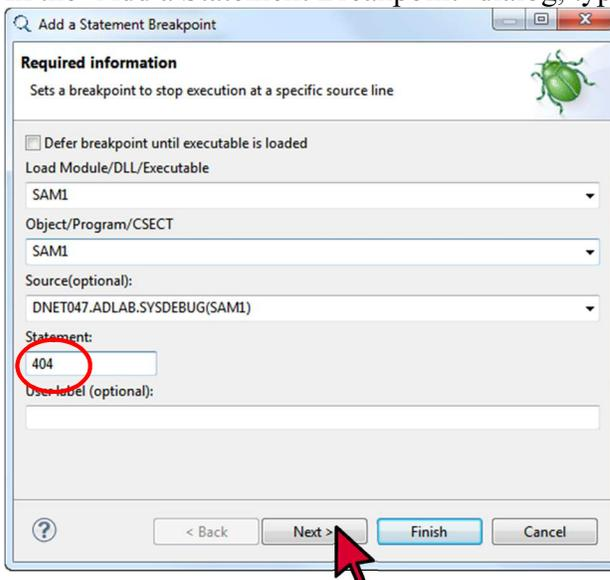 Add a Statement Breakpoint
Required information
Sets a breakpoint to stop execution at a specific source line
Defer breakpoint until executable is loaded
Load Module/DLL/Executable
SAM1
Object/Program/CSECT
SAM1
Source(optional):
DNET047.ADLAB.SYSDEBUG(SAM1)
Statement:
404
User label (optional):
< Back Next > Finish Cancel